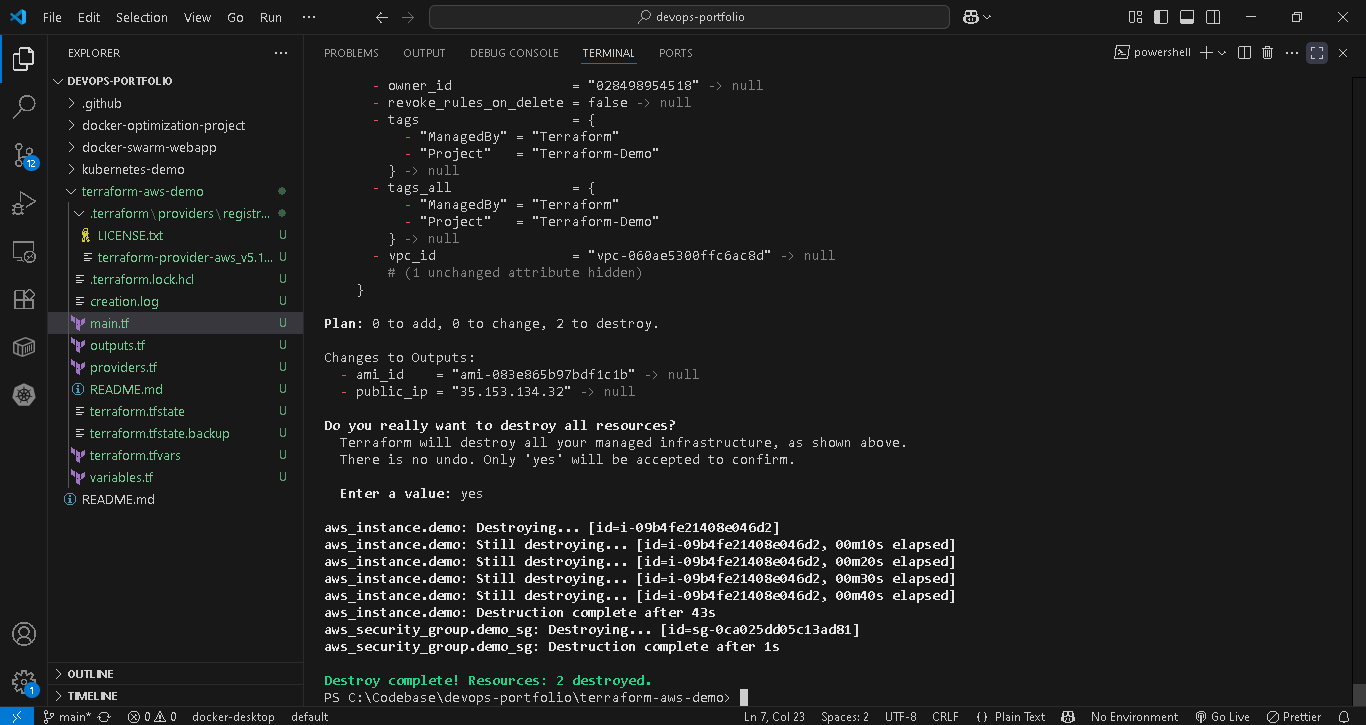 File Edit Selection View Go Run ··· devops-portfolio
EXPLORER ···
PROBLEMS OUTPUT DEBUG CONSOLE TERMINAL PORTS powershell ···
DEVOPS-PORTFOLIO
.github
docker-optimization-project
docker-swarm-webapp
kubernetes-demo
terraform-aws-demo
.terraform\providers\registr...
LICENSE.txt U
terraform-provider-aws_v5.1... U
.terraform.lock.hcl U
creation.log U
main.tf U
outputs.tf U
providers.tf U
README.md U
terraform.tfstate U
terraform.tfstate.backup U
terraform.tfvars U
variables.tf U
README.md
OUTLINE
TIMELINE
12
1
- owner_id = "028498954518" -> null
- revoke_rules_on_delete = false -> null
- tags = {
- "ManagedBy" = "Terraform"
- "Project" = "Terraform-Demo"
} -> null
- tags_all = {
- "ManagedBy" = "Terraform"
- "Project" = "Terraform-Demo"
} -> null
- vpc_id = "vpc-060ae5300ffc6ac8d" -> null
# (1 unchanged attribute hidden)
}
Plan: 0 to add, 0 to change, 2 to destroy.
Changes to Outputs:
- ami_id = "ami-083e865b97bdf1c1b" -> null
- public_ip = "35.153.134.32" -> null
Do you really want to destroy all resources?
Terraform will destroy all your managed infrastructure, as shown above.
There is no undo. Only 'yes' will be accepted to confirm.
Enter a value: yes
aws_instance.demo: Destroying... [id=i-09b4fe21408e046d2]
aws_instance.demo: Still destroying... [id=i-09b4fe21408e046d2, 00m10s elapsed]
aws_instance.demo: Still destroying... [id=i-09b4fe21408e046d2, 00m20s elapsed]
aws_instance.demo: Still destroying... [id=i-09b4fe21408e046d2, 00m30s elapsed]
aws_instance.demo: Still destroying... [id=i-09b4fe21408e046d2, 00m40s elapsed]
aws_instance.demo: Destruction complete after 43s
aws_security_group.demo_sg: Destroying... [id=sg-0ca025dd05c13ad81]
aws_security_group.demo_sg: Destruction complete after 1s
Destroy complete! Resources: 2 destroyed.
PS C:\Codebase\devops-portfolio\terraform-aws-demo>
main* 0 0 docker-desktop default Ln 7, Col 23 Spaces: 2 UTF-8 CRLF {} Plain Text No Environment Go Live Prettier